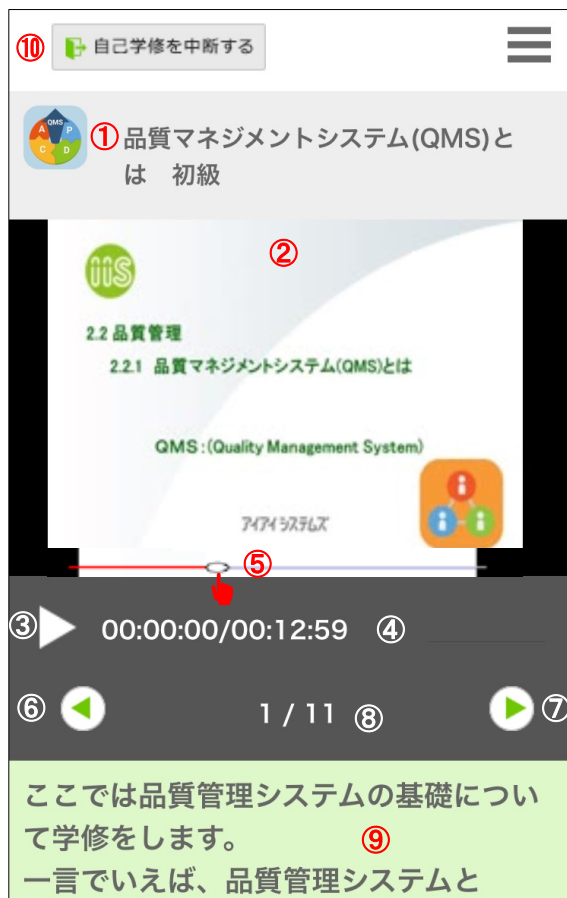 ⑩ 自己学修を中断する
QMS
A P
C D
① 品質マネジメントシステム(QMS)と
は 初級
②
iiS
2.2 品質管理
2.2.1 品質マネジメントシステム(QMS)とは
QMS:(Quality Management System)
アイアイシステムズ
⑤
③ 00:00:00/00:12:59 ④
⑥ 1 / 11 ⑧ ⑦
ここでは品質管理システムの基礎につい
て学修をします。 ⑨
一言でいえば、品質管理システムと